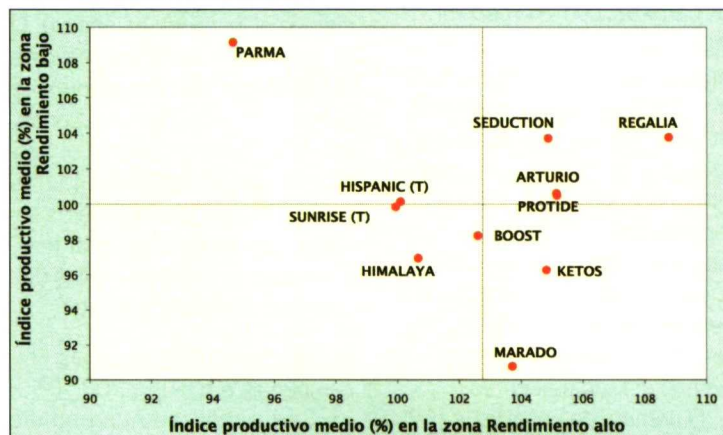 Índice productivo medio (%) en la zona
Rendimiento bajo
110
108
106
104
102
100
98
96
94
92
90
PARMA
SEDUCTION
REGALIA
ARTURIO
HISPANIC (T)
PROTIDE
SUNRISE (T)
BOOST
HIMALAYA
KETOS
MARADO
90
92
94
96
98
100
102
104
106
108
110
Índice productivo medio (%) en la zona Rendimiento alto